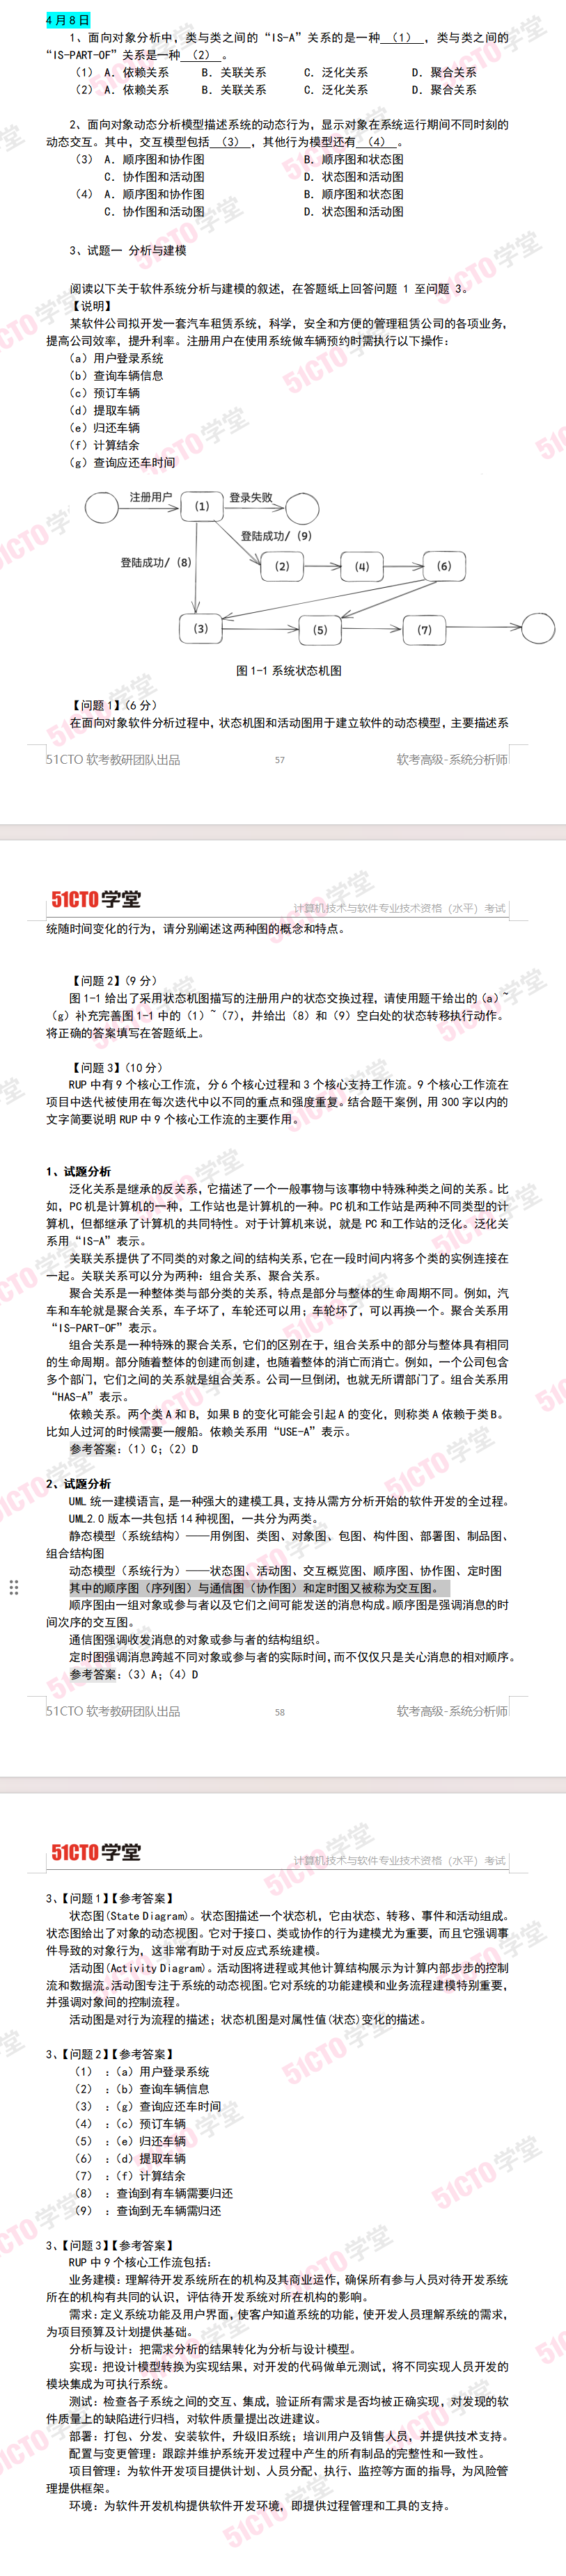 4月8日
1、面向对象分析中，类与类之间的“IS-A”关系的是一种 （1） ，类与类之间的
“IS-PART-OF”关系是一种 （2） 。
（1） A．依赖关系 B．关联关系 C．泛化关系 D．聚合关系
（2） A．依赖关系 B．关联关系 C．泛化关系 D．聚合关系
2、面向对象动态分析模型描述系统的动态行为，显示对象在系统运行期间不同时刻的
动态交互。其中，交互模型包括 （3） ，其他行为模型还有 （4） 。
（3） A．顺序图和协作图 B．顺序图和状态图
C．协作图和活动图 D．状态图和活动图
（4） A．顺序图和协作图 B．顺序图和状态图
C．协作图和活动图 D．状态图和活动图
3、试题一 分析与建模
阅读以下关于软件系统分析与建模的叙述，在答题纸上回答问题 1 至问题 3。
【说明】
某软件公司拟开发一套汽车租赁系统，科学，安全和方便的管理租赁公司的各项业务，
提高公司效率，提升利率。注册用户在使用系统做车辆预约时需执行以下操作：
（a）用户登录系统
（b）查询车辆信息
（c）预订车辆
（d）提取车辆
（e）归还车辆
（f）计算结余
（g）查询应还车时间
注册用户 （1） 登录失败
登陆成功/（9）
登陆成功/（8） （2） （4） （6）
（3） （5） （7）
图1-1 系统状态机图
【问题1】（6 分）
在面向对象软件分析过程中，状态机图和活动图用于建立软件的动态模型，主要描述系
51CTO 软考教研团队出品 57 软考高级-系统分析师
51CTO学堂 计算机技术与软件专业技术资格（水平）考试
统随时间变化的行为，请分别阐述这两种图的概念和特点。
【问题2】（9 分）
图1-1 给出了采用状态机图描写的注册用户的状态交换过程，请使用题干给出的（a）~
（g）补充完善图1-1 中的（1）~（7），并给出（8）和（9）空白处的状态转移执行动作。
将正确的答案填写在答题纸上。
【问题3】（10分）
RUP 中有9 个核心工作流，分6 个核心过程和3 个核心支持工作流。9 个核心工作流在
项目中迭代被使用在每次迭代中以不同的重点和强度重复。结合题干案例，用300 字以内的
文字简要说明RUP 中9 个核心工作流的主要作用。
1、试题分析
泛化关系是继承的反关系，它描述了一个一般事物与该事物中特殊种类之间的关系。比
如，PC机是计算机的一种，工作站也是计算机的一种。PC机和工作站是两种不同类型的计
算机，但都继承了计算机的共同特性。对于计算机来说，就是PC和工作站的泛化。泛化关
系用“IS-A”表示。
关联关系提供了不同类的对象之间的结构关系，它在一段时间内将多个类的实例连接在
一起。关联关系可以分为两种：组合关系、聚合关系。
聚合关系是一种整体类与部分类的关系，特点是部分与整体的生命周期不同。例如，汽
车和车轮就是聚合关系，车子坏了，车轮还可以用；车轮坏了，可以再换一个。聚合关系用
“IS-PART-OF”表示。
组合关系是一种特殊的聚合关系，它们的区别在于，组合关系中的部分与整体具有相同
的生命周期。部分随着整体的创建而创建，也随着整体的消亡而消亡。例如，一个公司包含
多个部门，它们之间的关系就是组合关系。公司一旦倒闭，也就无所谓部门了。组合关系用
“HAS-A”表示。
依赖关系。两个类A和B，如果B的变化可能会引起A的变化，则称类A依赖于类B。
比如人过河的时候需要一艘船。依赖关系用“USE-A”表示。
参考答案：（1）C；（2）D
2、试题分析
UML统一建模语言，是一种强大的建模工具，支持从需方分析开始的软件开发的全过程。
UML2.0 版本一共包括14种视图，一共分为两类。
静态模型（系统结构）——用例图、类图、对象图、包图、构件图、部署图、制品图、
组合结构图
动态模型（系统行为）——状态图、活动图、交互概览图、顺序图、协作图、定时图
其中的顺序图（序列图）与通信图（协作图）和定时图又被称为交互图。
顺序图由一组对象或参与者以及它们之间可能发送的消息构成。顺序图是强调消息的时
间次序的交互图。
通信图强调收发消息的对象或参与者的结构组织。
定时图强调消息跨越不同对象或参与者的实际时间，而不仅仅只是关心消息的相对顺序。
参考答案：（3）A；（4）D
51CTO 软考教研团队出品 58 软考高级-系统分析师
51CTO学堂 计算机技术与软件专业技术资格（水平）考试
3、【问题1】【参考答案】
状态图(State Diagram)。状态图描述一个状态机，它由状态、转移、事件和活动组成。
状态图给出了对象的动态视图。它对于接口、类或协作的行为建模尤为重要，而且它强调事
件导致的对象行为，这非常有助于对反应式系统建模。
活动图(Activity Diagram)。活动图将进程或其他计算结构展示为计算内部步步的控制
流和数据流。活动图专注于系统的动态视图。它对系统的功能建模和业务流程建模特别重要，
并强调对象间的控制流程。
活动图是对行为流程的描述；状态机图是对属性值(状态)变化的描述。
3、【问题2】【参考答案】
（1） ：（a）用户登录系统
（2） ：（b）查询车辆信息
（3） ：（g）查询应还车时间
（4） ：（c）预订车辆
（5） ：（e）归还车辆
（6） ：（d）提取车辆
（7） ：（f）计算结余
（8） ：查询到有车辆需要归还
（9） ：查询到无车辆需归还
3、【问题3】【参考答案】
RUP 中9 个核心工作流包括：
业务建模：理解待开发系统所在的机构及其商业运作，确保所有参与人员对待开发系统
所在的机构有共同的认识，评估待开发系统对所在机构的影响。
需求：定义系统功能及用户界面，使客户知道系统的功能，使开发人员理解系统的需求，
为项目预算及计划提供基础。
分析与设计：把需求分析的结果转化为分析与设计模型。
实现：把设计模型转换为实现结果，对开发的代码做单元测试，将不同实现人员开发的
模块集成为可执行系统。
测试：检查各子系统之间的交互、集成，验证所有需求是否均被正确实现，对发现的软
件质量上的缺陷进行归档，对软件质量提出改进建议。
部署：打包、分发、安装软件，升级旧系统；培训用户及销售人员，并提供技术支持。
配置与变更管理：跟踪并维护系统开发过程中产生的所有制品的完整性和一致性。
项目管理：为软件开发项目提供计划、人员分配、执行、监控等方面的指导，为风险管
理提供框架。
环境：为软件开发机构提供软件开发环境，即提供过程管理和工具的支持。